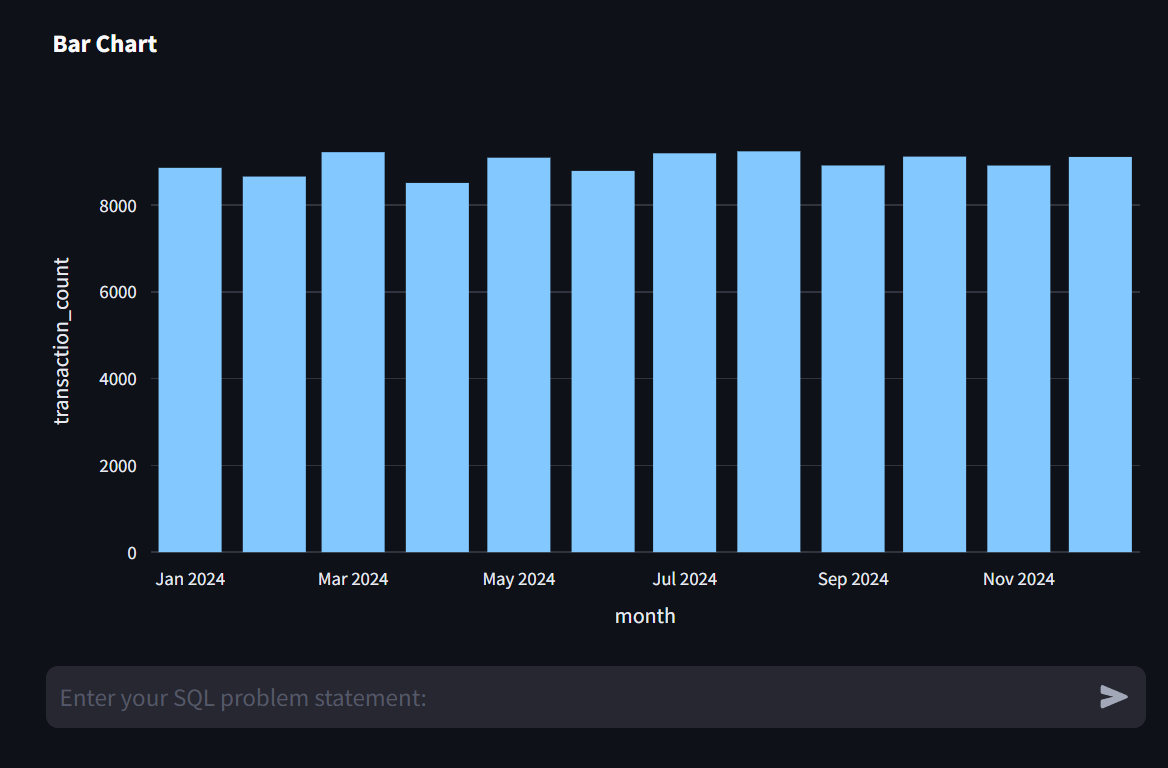 Bar Chart
8000
6000
4000
2000
0
transaction_count
Jan 2024 Mar 2024 May 2024 Jul 2024 Sep 2024 Nov 2024
month
Enter your SQL problem statement: